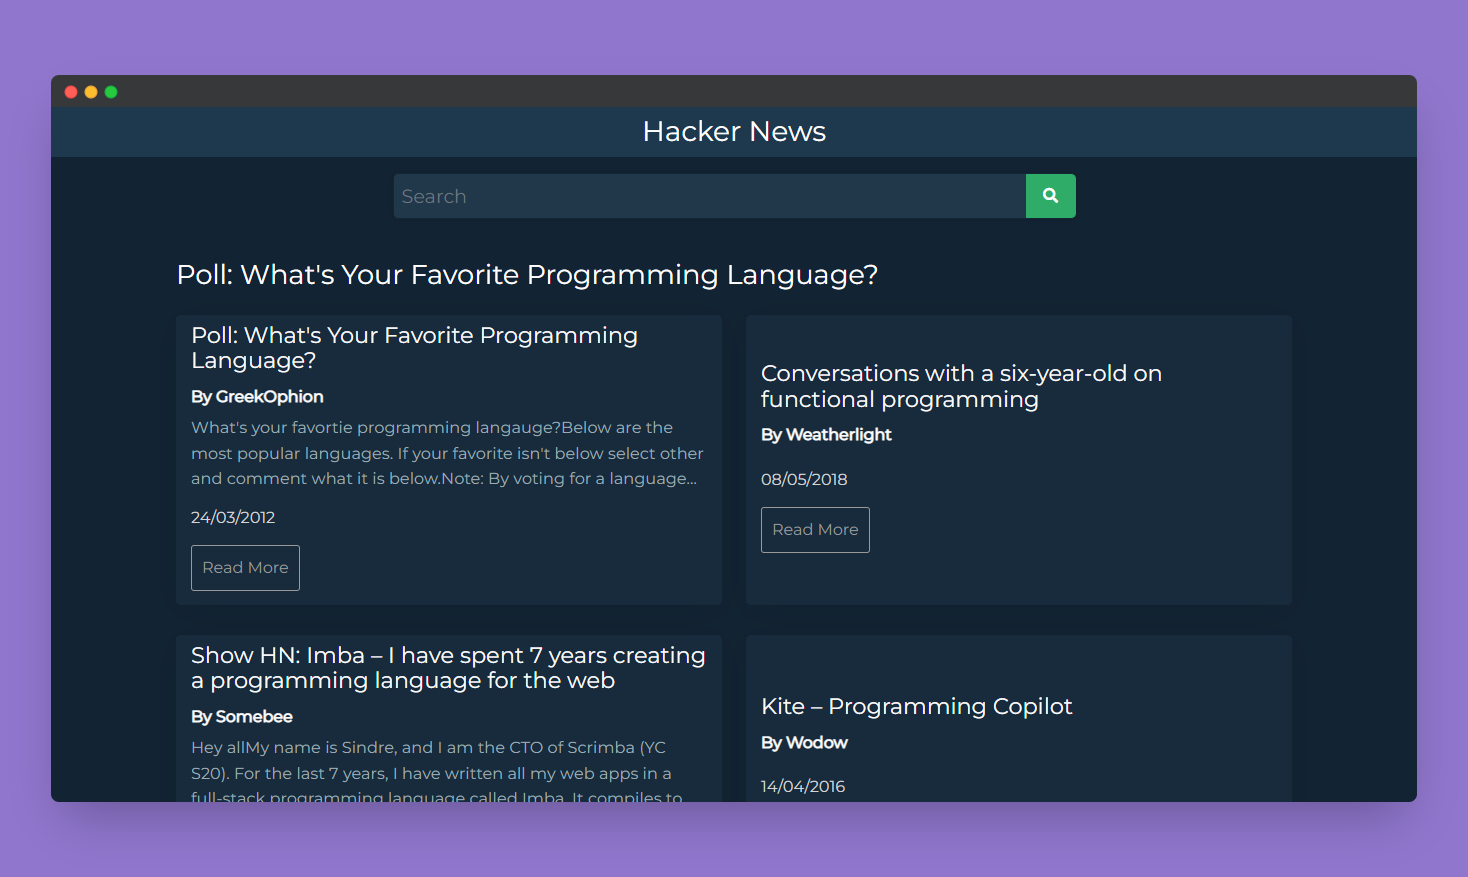 Hacker News
Search
Poll: What's Your Favorite Programming Language?
Poll: What's Your Favorite Programming
Language?
By GreekOphion
What's your favortie programming langauge?Below are the
most popular languages. If your favorite isn't below select other
and comment what it is below.Note: By voting for a language...
24/03/2012
Read More
Conversations with a six-year-old on
functional programming
By Weatherlight
08/05/2018
Read More
Show HN: Imba – I have spent 7 years creating
a programming language for the web
By Somebee
Hey allMy name is Sindre, and I am the CTO of Scrimba (YC
S20). For the last 7 years, I have written all my web apps in a
full-stack programming language called Imba. It compiles to
Kite – Programming Copilot
By Wodow
14/04/2016